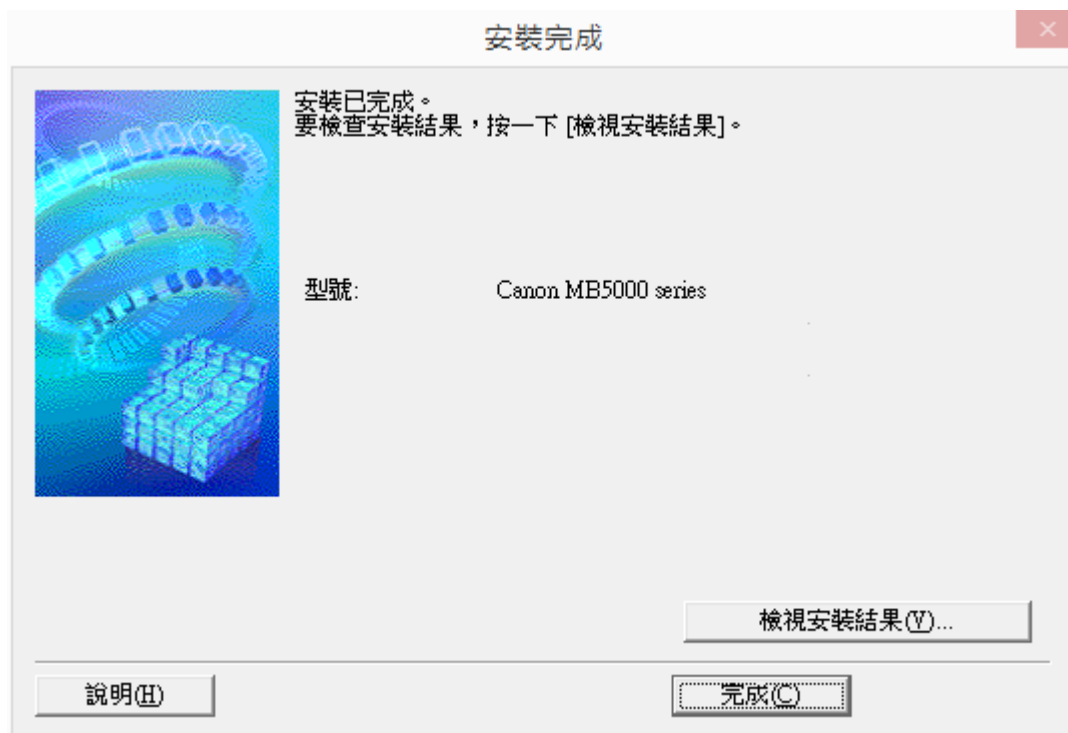 安裝完成
安裝已完成。
要檢查安裝結果，按一下 [檢視安裝結果]。
型號: Canon MB5000 series
檢視安裝結果(V)...
說明(H) 完成(C)